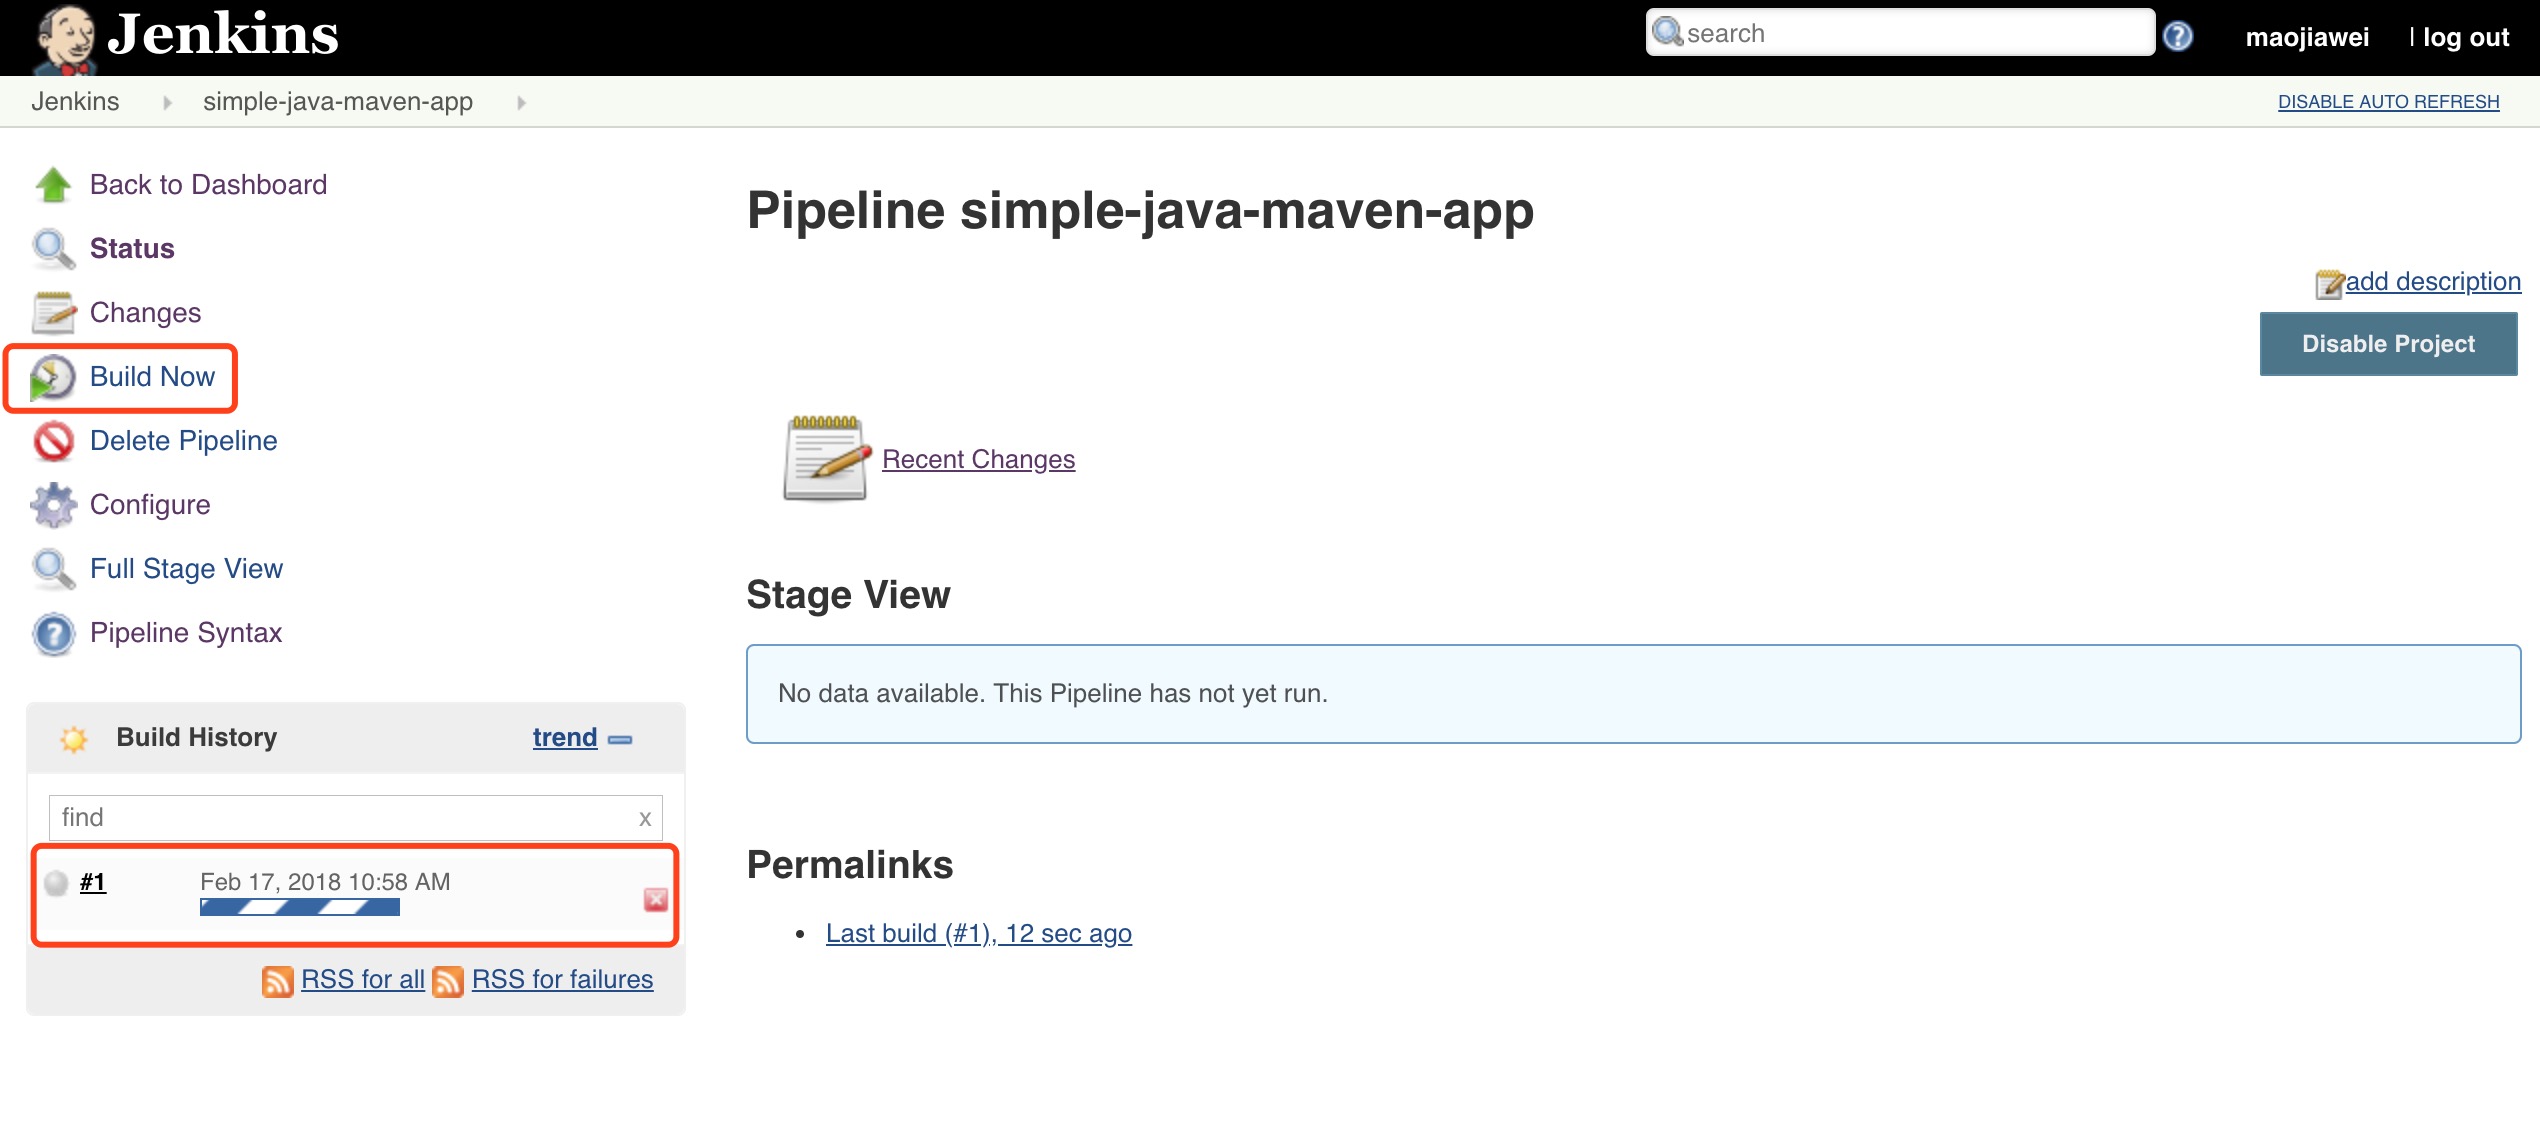 Jenkins
search
maojiawei
| log out
Jenkins
simple-java-maven-app
DISABLE AUTO REFRESH
Back to Dashboard
Status
Changes
Build Now
Delete Pipeline
Configure
Full Stage View
Pipeline Syntax
Build History
trend
find
x
#1
Feb 17, 2018 10:58 AM
RSS for all
RSS for failures
Pipeline simple-java-maven-app
add description
Disable Project
Recent Changes
Stage View
No data available. This Pipeline has not yet run.
Permalinks
• Last build (#1), 12 sec ago